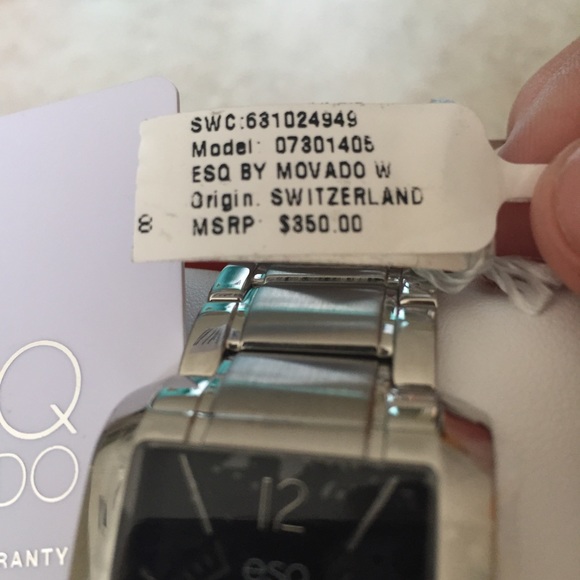 SWC:631024949
Model: 07301405
ESQ BY MOVADO W
Origin. SWITZERLAND
MSRP $350.00
8
Q
DO
RANTY
12
esq